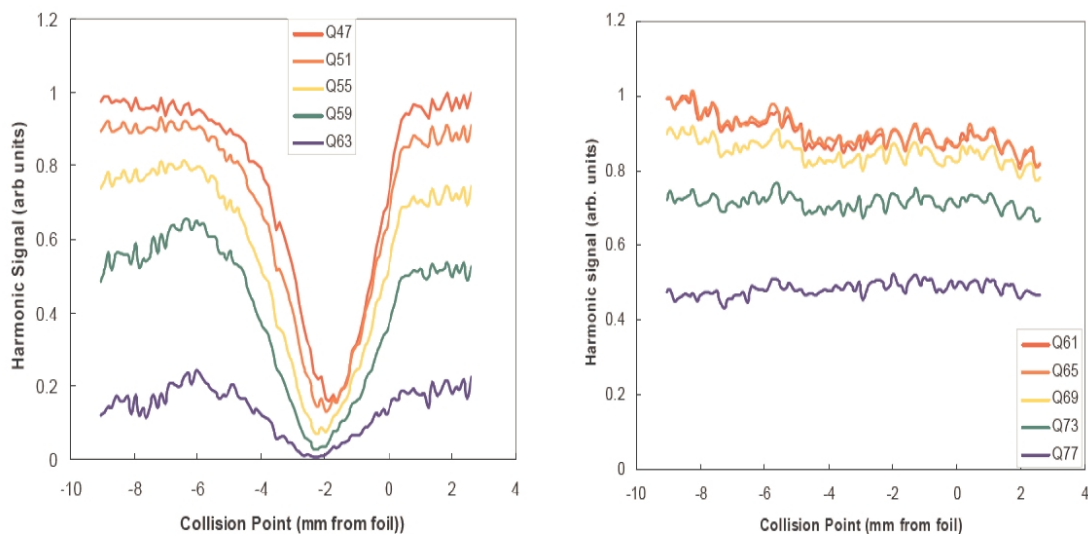 1.2
1
0.8
0.6
0.4
0.2
0
Harmonic Signal (arb units)
Q47
Q51
Q55
Q59
Q63
-10
-8
-6
-4
-2
0
2
4
Collision Point (mm from foil))
1.2
1
0.8
0.6
0.4
0.2
0
Harmonic signal (arb. units)
Q61
Q65
Q69
Q73
Q77
-10
-8
-6
-4
-2
0
2
4
Collision Point (mm from foil)